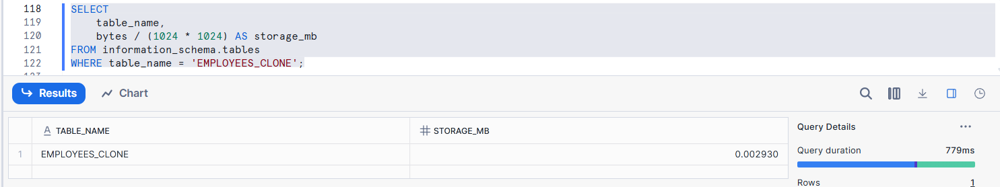 118 SELECT
119 table_name,
120 bytes / (1024 * 1024) AS storage_mb
121 FROM information_schema.tables
122 WHERE table_name = 'EMPLOYEES_CLONE';
Results Chart
A TABLE_NAME # STORAGE_MB
1 EMPLOYEES_CLONE 0.002930
Query Details ...
Query duration 779ms
Rows 1